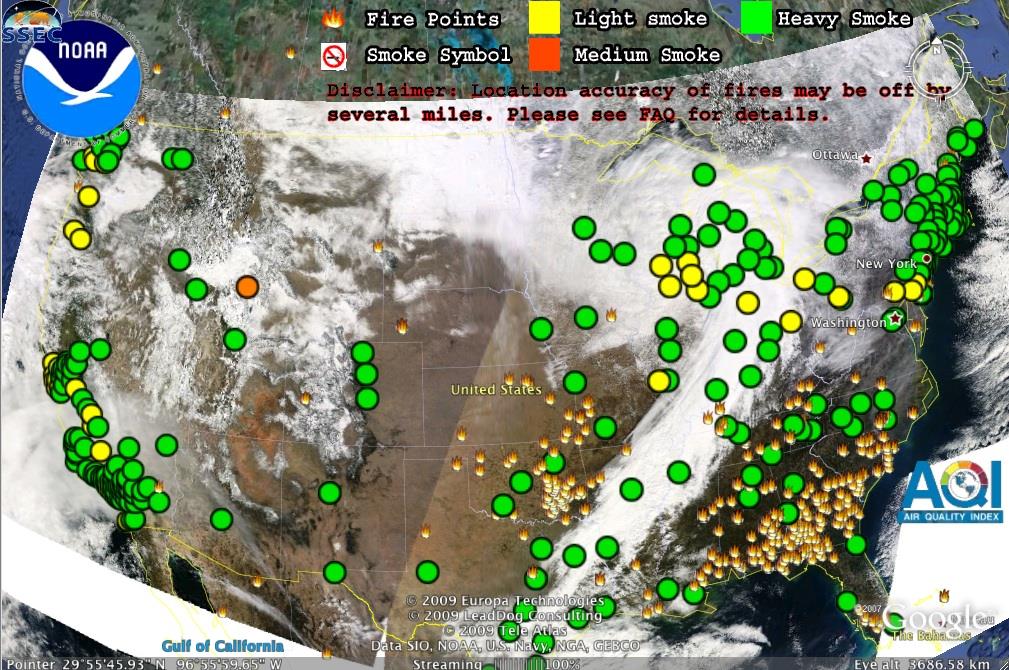 SSEC
NOAA
Fire Points
Light smoke
Heavy Smoke
Smoke Symbol
Medium Smoke
N
Disclaimer: Location accuracy of fires may be off by
several miles. Please see FAQ for details.
Ottawa
New York
Washington
United States
AQI
AIR QUALITY INDEX
© 2009 Europa Technologies
© 2009 LeadDog Consulting
© 2009 Tele Atlas
Data SIO, NOAA, U.S. Navy, NGA, GEBCO
©2007 Google
The Bahamas
Gulf of California
Pointer 29°55'45.93" N 96°55'59.65" W
Streaming 100%
Eye alt 3686.58 km